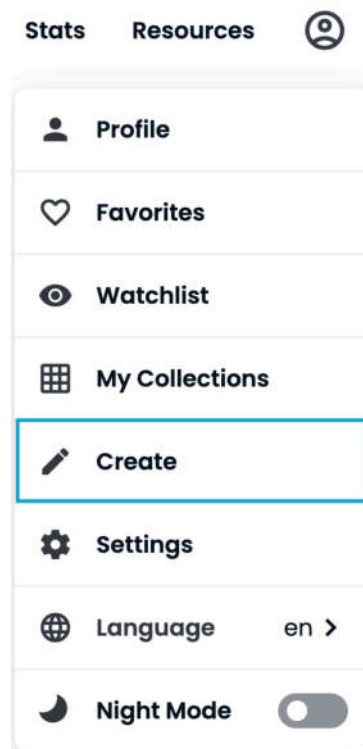 Stats Resources
Profile
Favorites
Watchlist
My Collections
Create
Settings
Language en
Night Mode